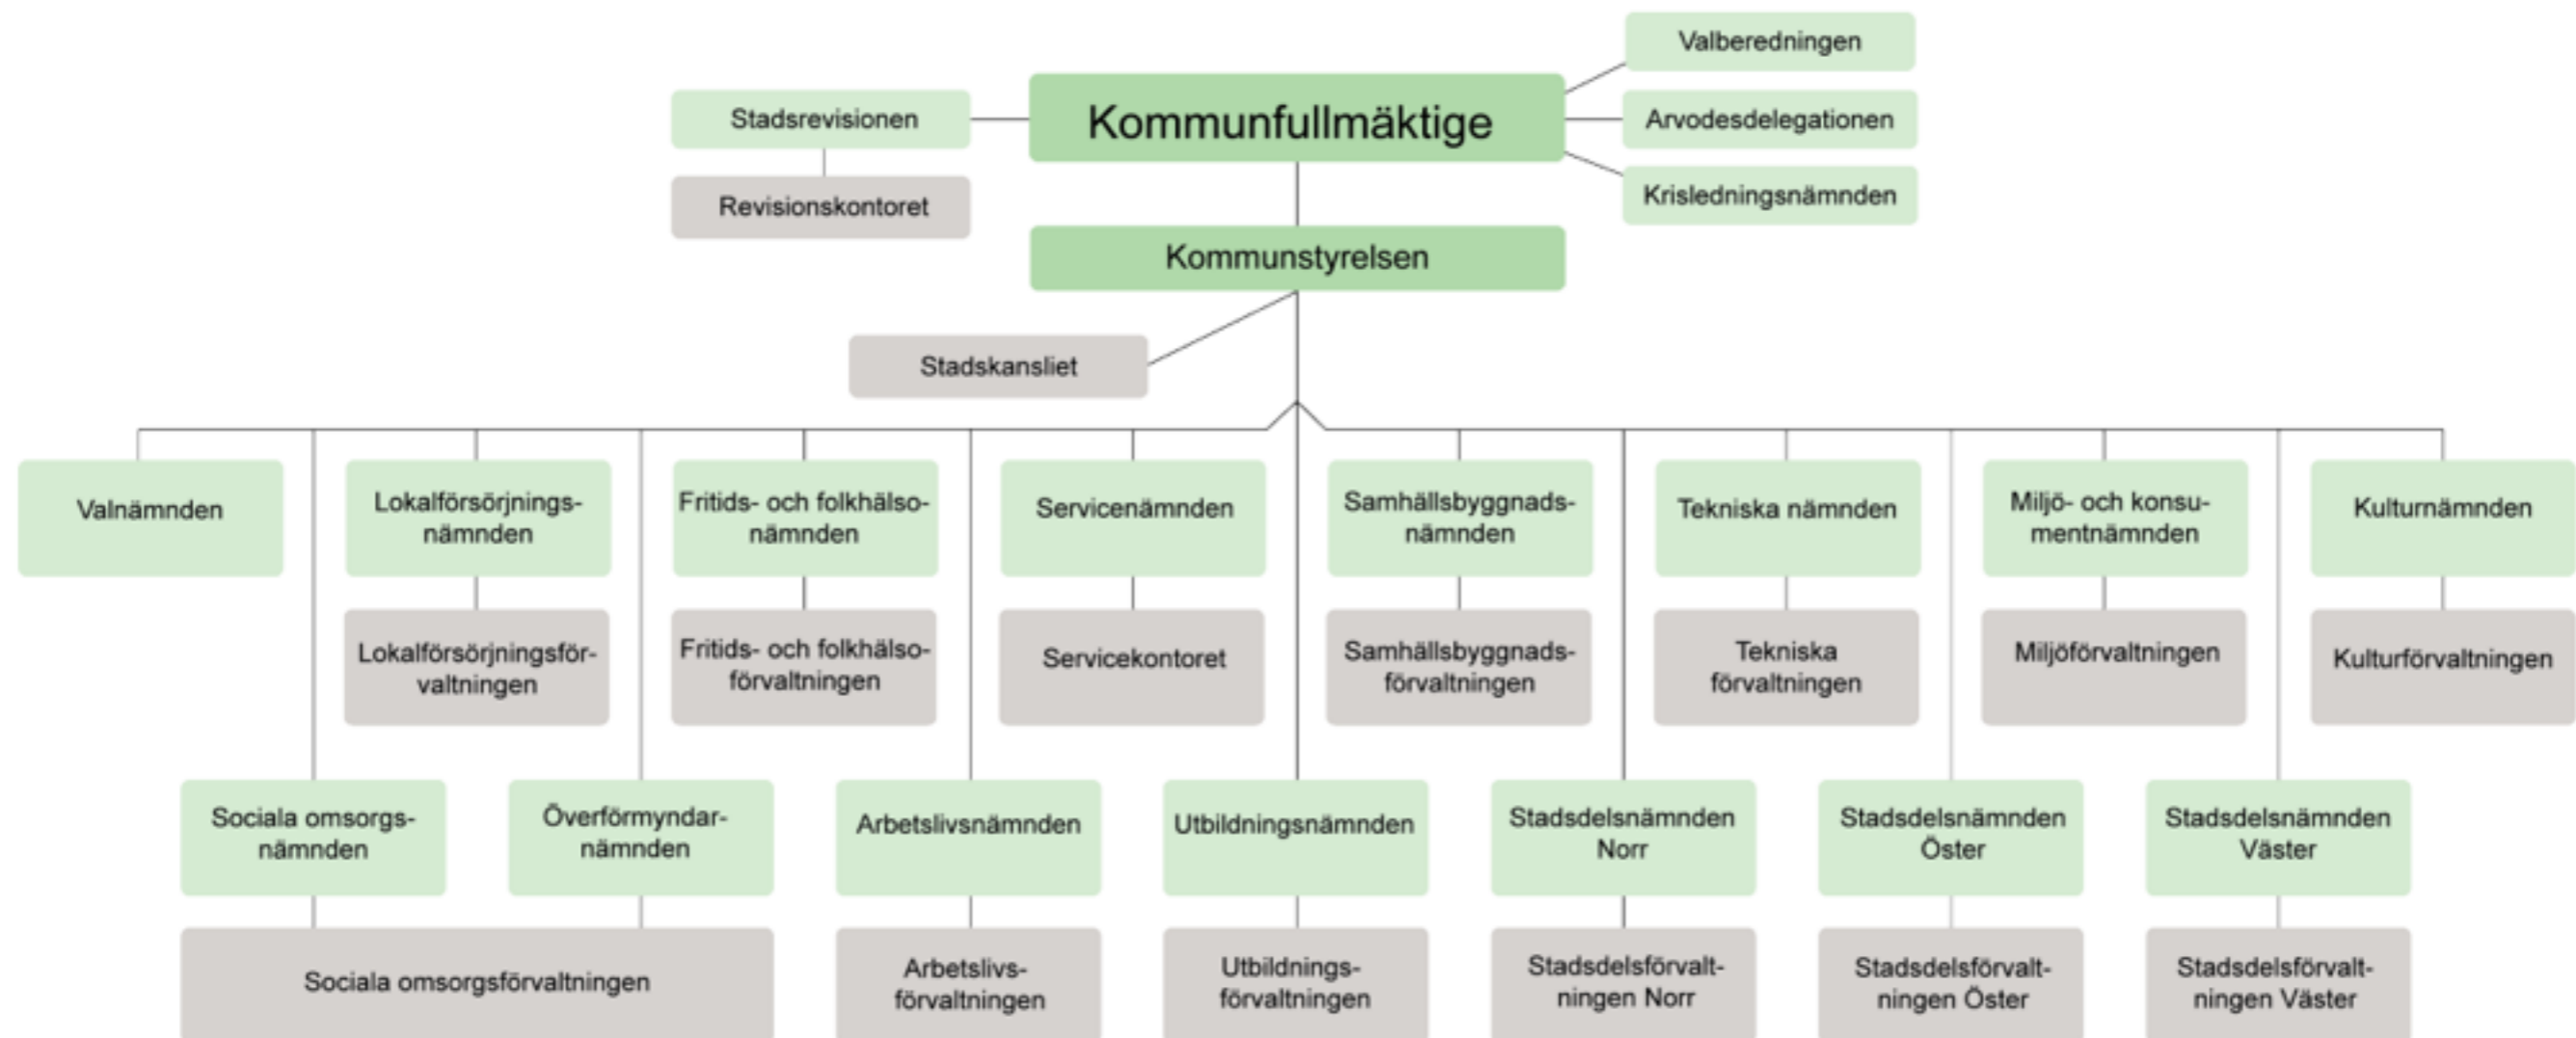 Valberedningen
Stadsrevisionen
Kommunfullmäktige
Arvodesdelegationen
Revisionskontoret
Krisledningsnämnden
Kommunstyrelsen
Stadskansliet
Valnämnden
Lokalförsörjnings-
nämnden
Fritids- och folkhälso-
nämnden
Servicenämnden
Samhällsbyggnads-
nämnden
Tekniska nämnden
Miljö- och konsu-
mentnämnden
Kulturnämnden
Lokalförsörjningsför-
valtningen
Fritids- och folkhälso-
förvaltningen
Servicekontoret
Samhällsbyggnads-
förvaltningen
Tekniska
förvaltningen
Miljöförvaltningen
Kulturförvaltningen
Sociala omsorgs-
nämnden
Överförmyndar-
nämnden
Arbetslivsnämnden
Utbildningsnämnden
Stadsdelsnämnden
Norr
Stadsdelsnämnden
Öster
Stadsdelsnämnden
Väster
Sociala omsorgsförvaltningen
Arbetslivs-
förvaltningen
Utbildnings-
förvaltningen
Stadsdelsförvalt-
ningen Norr
Stadsdelsförvalt-
ningen Öster
Stadsdelsförvalt-
ningen Väster